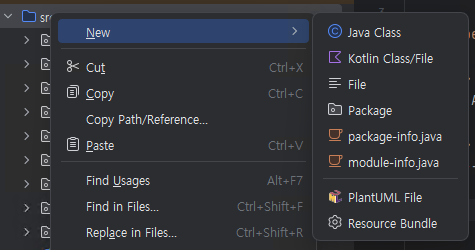 src
New
Cut Ctrl+X
Copy Ctrl+C
Copy Path/Reference...
Paste Ctrl+V
Find Usages Alt+F7
Find in Files... Ctrl+Shift+F
Replace in Files... Ctrl+Shift+R
3
Java Class
Kotlin Class/File
File
Package
package-info.java
module-info.java
PlantUML File
Resource Bundle